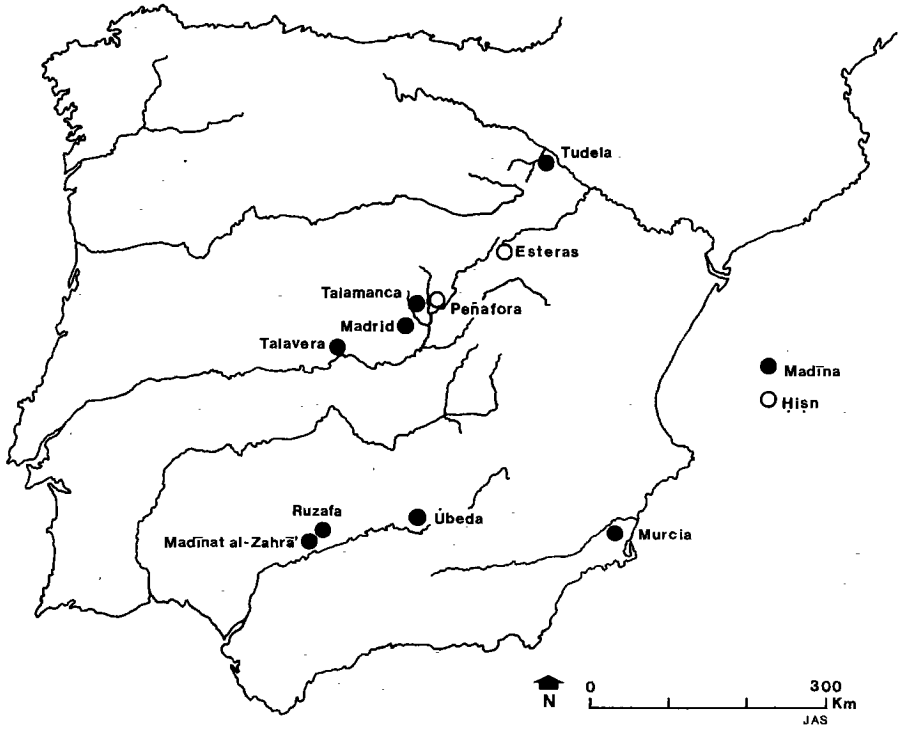 Tudela
Esteras
Talamanca
Peñafora
Madrid
Talavera
Madīna
Ḥiṣn
Ruzafa
Úbeda
Madīnat al-Zahrā'
Murcia
N
0 300
Km
JAS